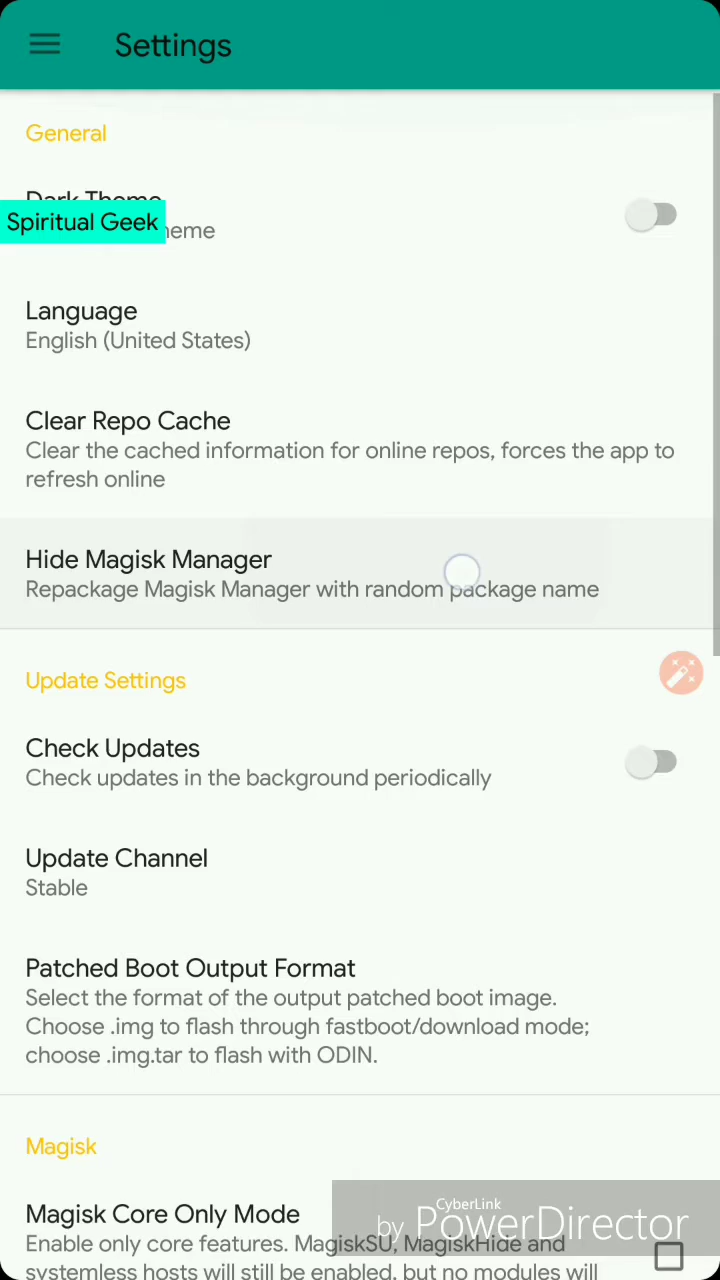 Settings
General
Dark Theme
Spiritual Geek
heme
Language
English (United States)
Clear Repo Cache
Clear the cached information for online repos, forces the app to
refresh online
Hide Magisk Manager
Repackage Magisk Manager with random package name
Update Settings
Check Updates
Check updates in the background periodically
Update Channel
Stable
Patched Boot Output Format
Select the format of the output patched boot image.
Choose .img to flash through fastboot/download mode;
choose .img.tar to flash with ODIN.
Magisk
Magisk Core Only Mode
Enable only core features. MagiskSU, MagiskHide and
systemless hosts will still be enabled, but no modules will
CyberLink
by PowerDirector